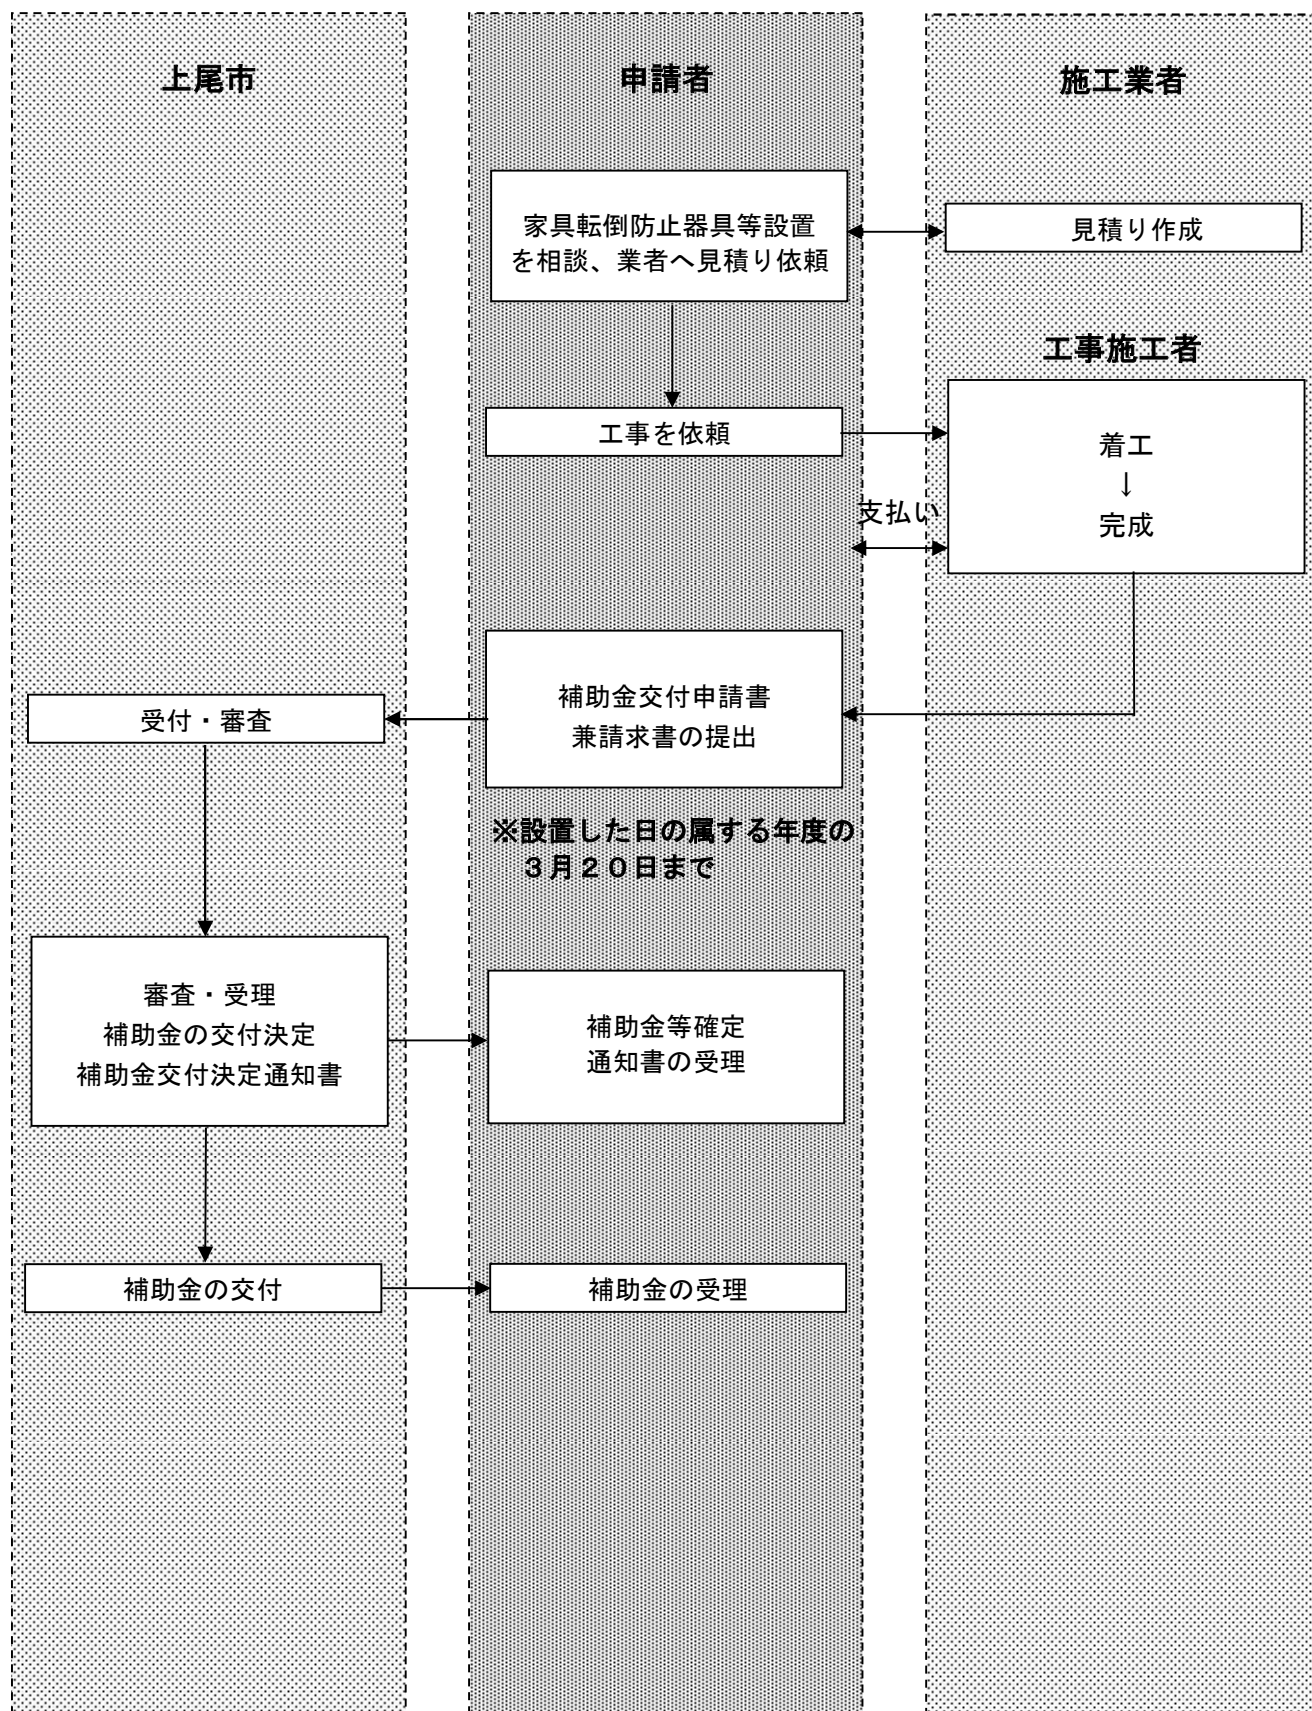 上尾市
申請者
施工業者
家具転倒防止器具等設置
を相談、業者へ見積り依頼
見積り作成
工事施工者
工事を依頼
着工
↓
完成
支払い
補助金交付申請書
兼請求書の提出
受付・審査
※設置した日の属する年度の
３月２０日まで
審査・受理
補助金の交付決定
補助金交付決定通知書
補助金等確定
通知書の受理
補助金の交付
補助金の受理